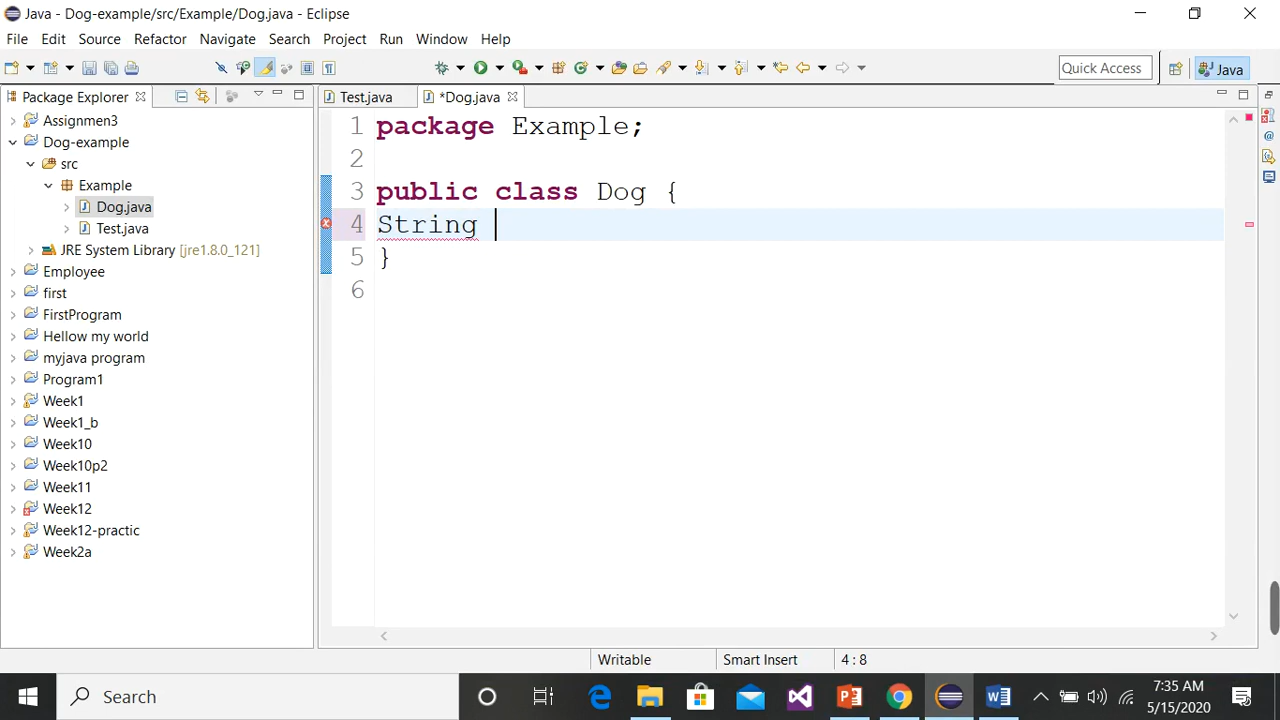 Java - Dog-example/src/Example/Dog.java - Eclipse
File Edit Source Refactor Navigate Search Project Run Window Help
Quick Access
Java
Package Explorer
Test.java
*Dog.java
Assignmen3
Dog-example
src
Example
Dog.java
Test.java
JRE System Library [jre1.8.0_121]
Employee
first
FirstProgram
Hellow my world
myjava program
Program1
Week1
Week1_b
Week10
Week10p2
Week11
Week12
Week12-practic
Week2a
1 package Example;
2
3 public class Dog {
4 String
5 }
6
Writable Smart Insert 4 : 8
Search
7:35 AM
5/15/2020